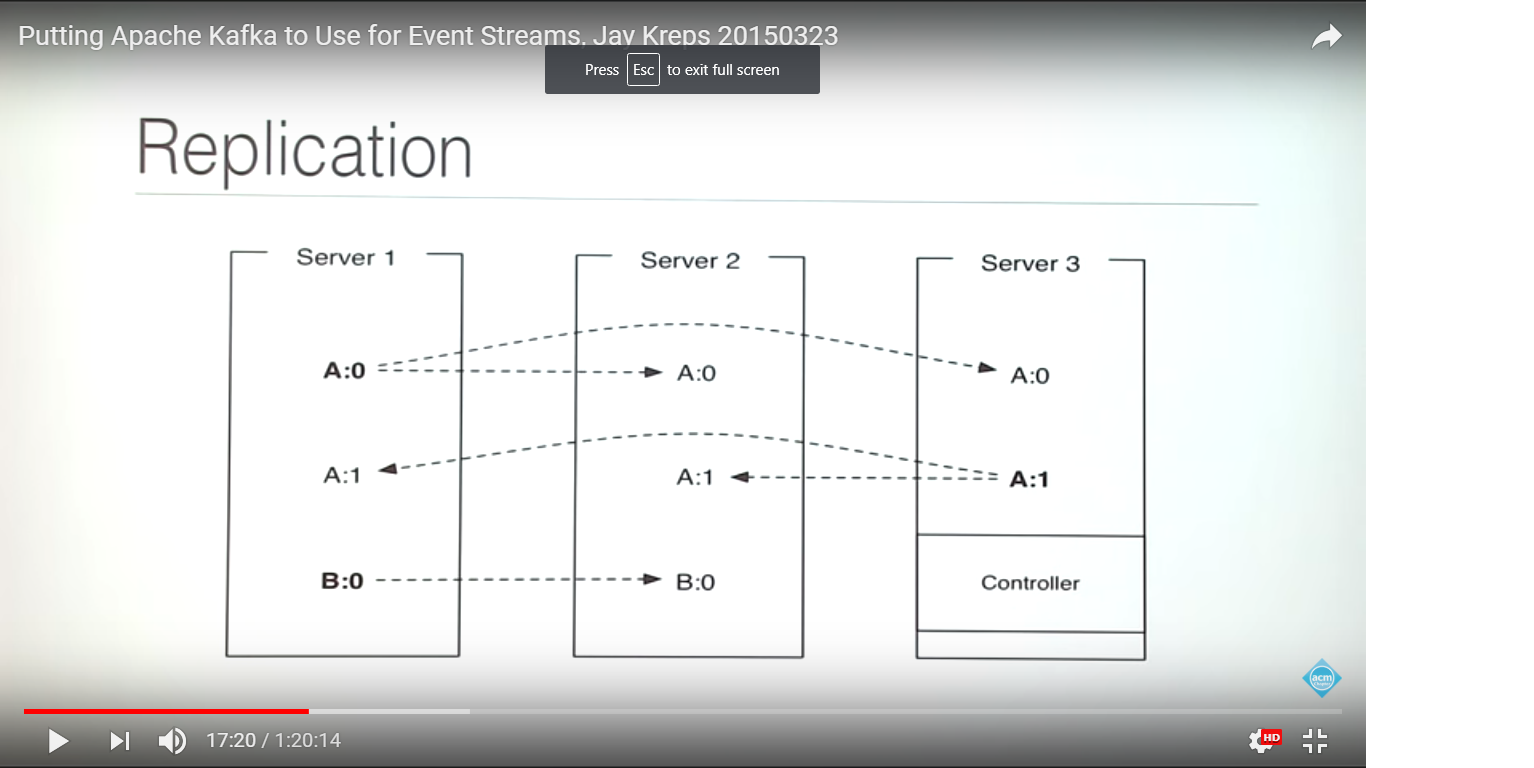 Putting Apache Kafka to Use for Event Streams, Jay Kreps 20150323
Press Esc to exit full screen
Replication
Server 1 Server 2 Server 3
A:0 A:0 A:0
A:1 A:1 A:1
B:0 B:0 Controller
acm
17:20 / 1:20:14 HD